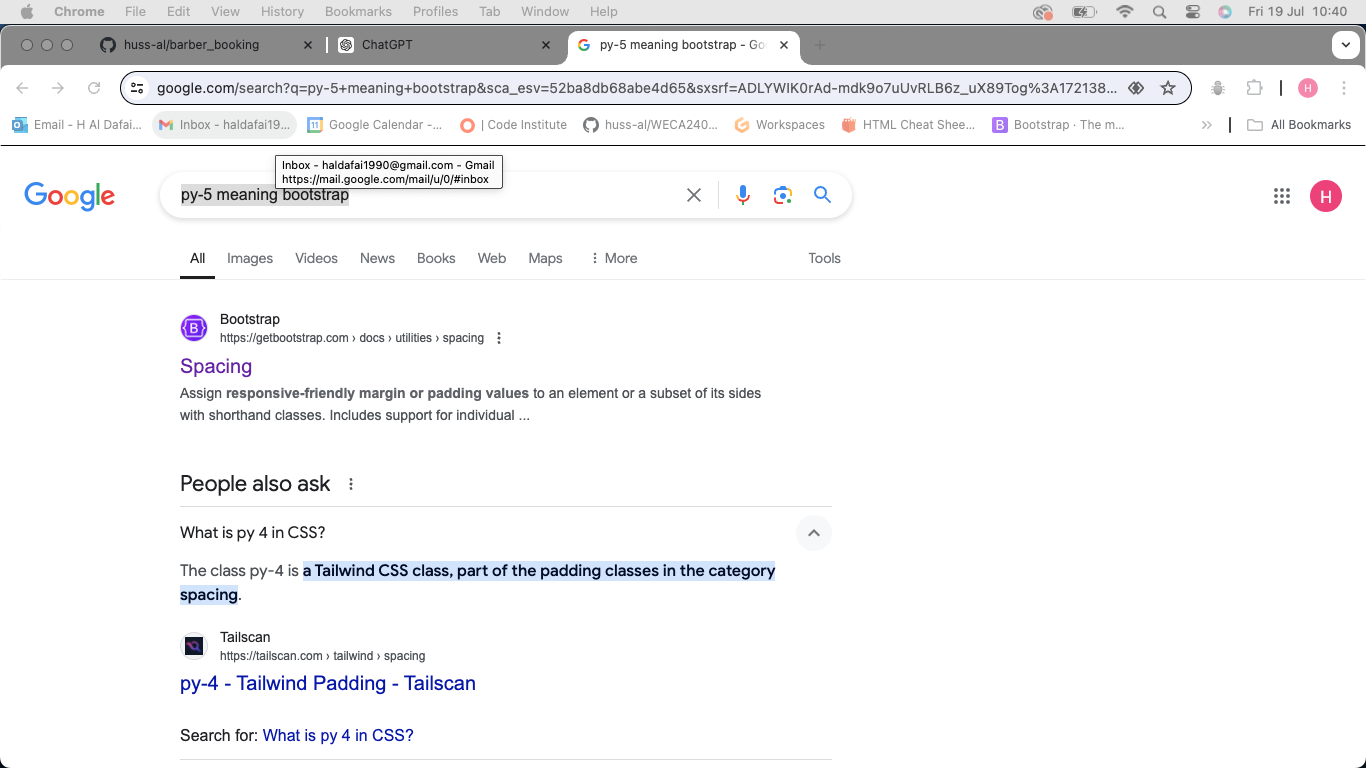 Chrome File Edit View History Bookmarks Profiles Tab Window Help Fri 19 Jul 10:40
huss-al/barber_booking ChatGPT py-5 meaning bootstrap - Go
google.com/search?q=py-5+meaning+bootstrap&sca_esv=52ba8db68abe4d65&sxsrf=ADLYWIK0rAd-mdk9o7uUvRLB6z_uX89Tog%3A172138... H
Email - H Al Dafai... Inbox - haldafai19... Google Calendar -... | Code Institute huss-al/WECA240... Workspaces HTML Cheat Shee... Bootstrap · The m... » All Bookmarks
Inbox - haldafai1990@gmail.com - Gmail
https://mail.google.com/mail/u/0/#inbox
Google py-5 meaning bootstrap H
All Images Videos News Books Web Maps More Tools
Bootstrap
https://getbootstrap.com › docs › utilities › spacing
Spacing
Assign responsive-friendly margin or padding values to an element or a subset of its sides
with shorthand classes. Includes support for individual ...
People also ask
What is py 4 in CSS?
The class py-4 is a Tailwind CSS class, part of the padding classes in the category
spacing.
Tailscan
https://tailscan.com › tailwind › spacing
py-4 - Tailwind Padding - Tailscan
Search for: What is py 4 in CSS?